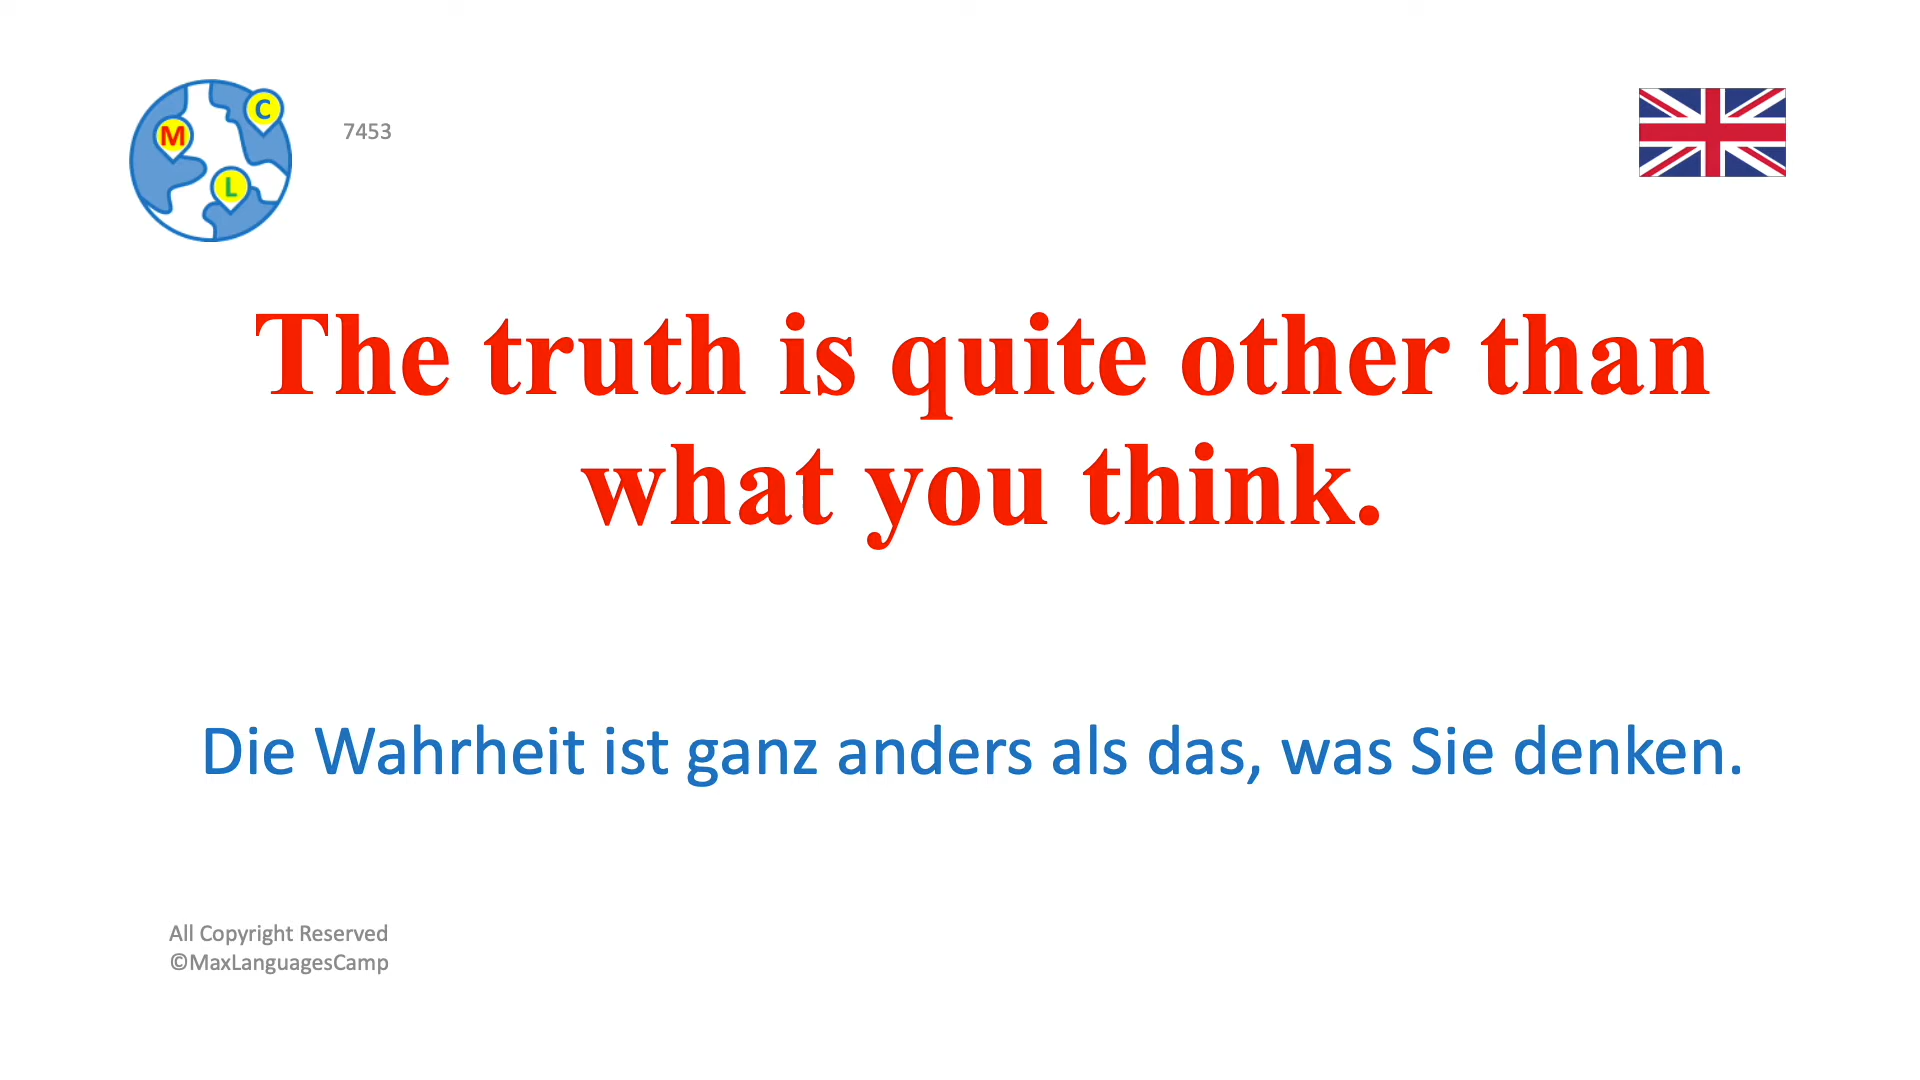 C
M
L
7453
The truth is quite other than
what you think.
Die Wahrheit ist ganz anders als das, was Sie denken.
All Copyright Reserved
©MaxLanguagesCamp